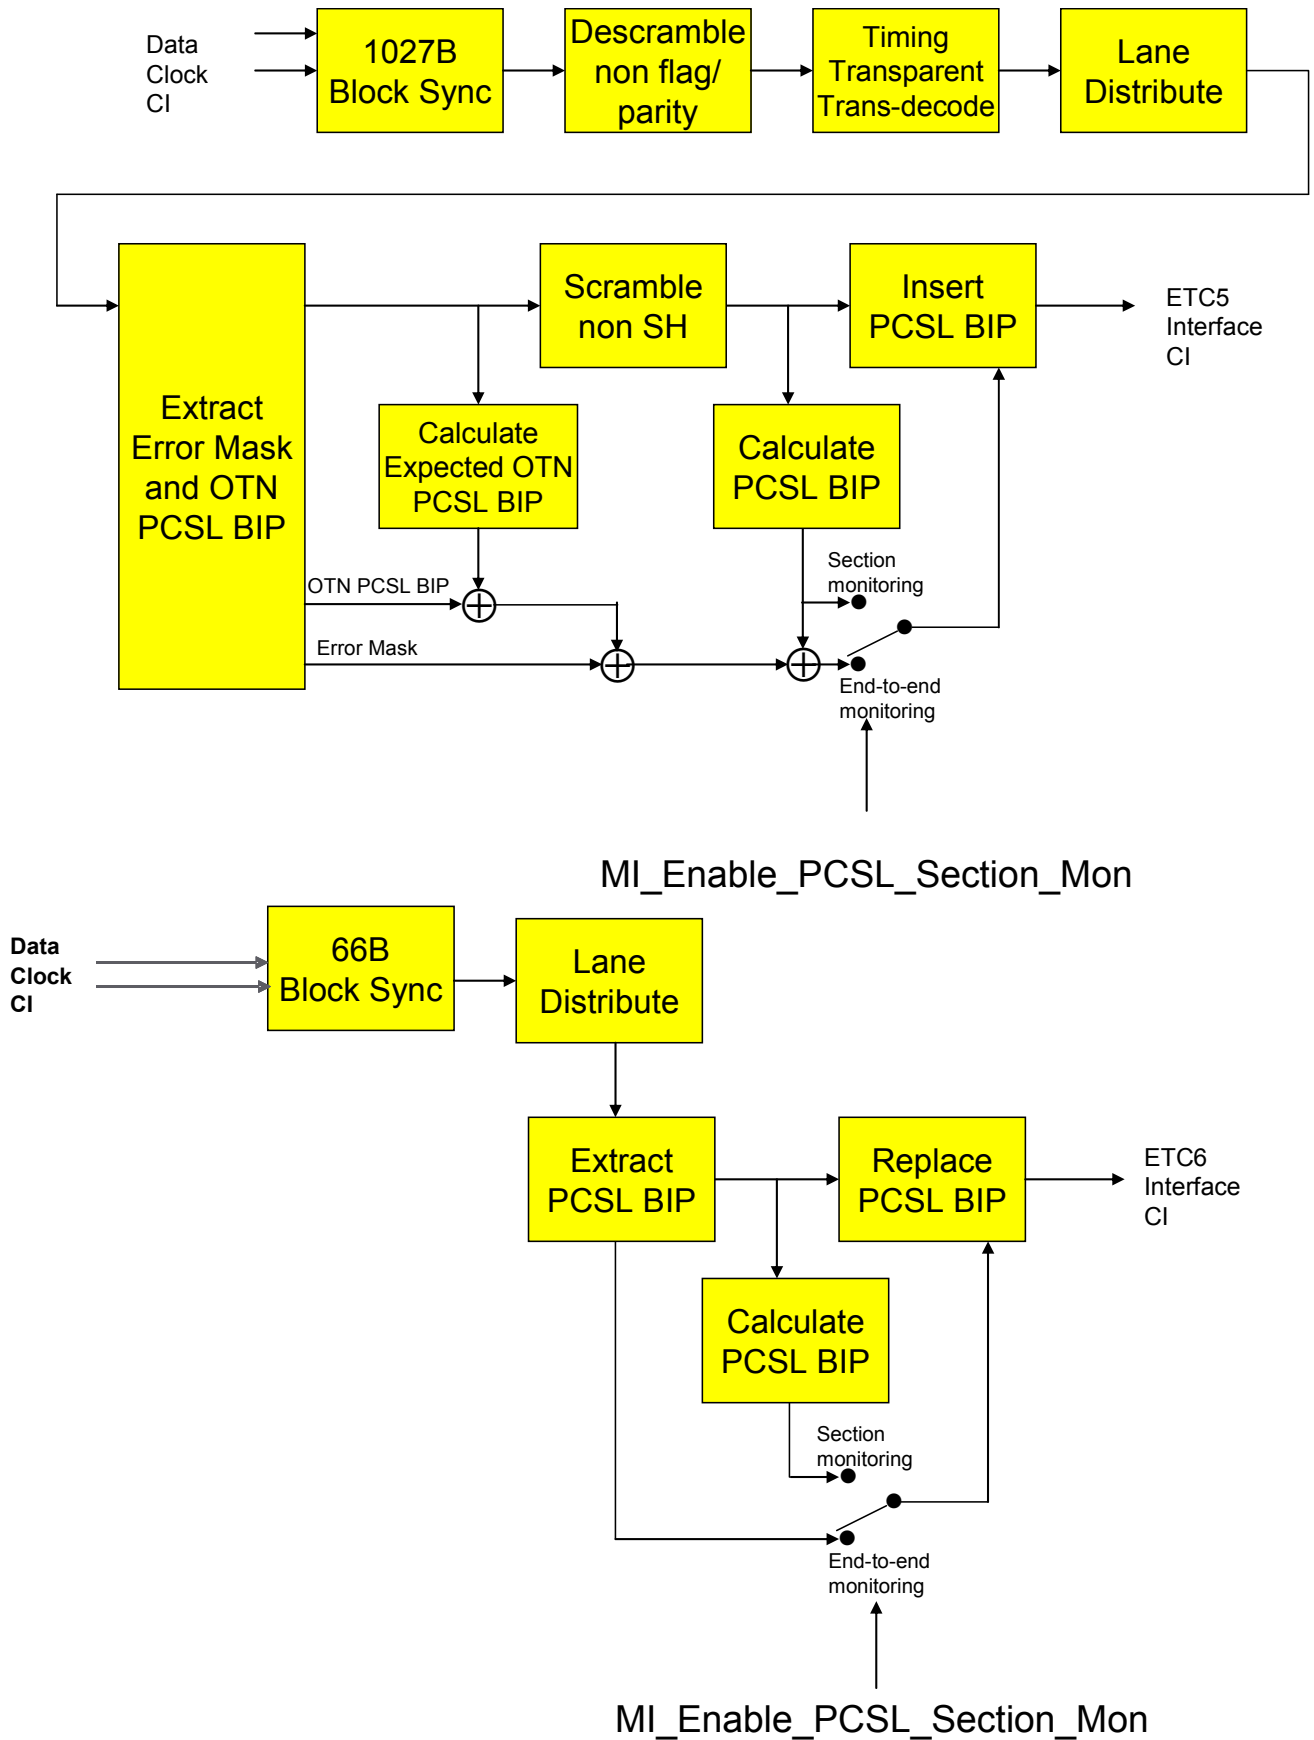 Data
Clock
CI
1027B
Block Sync
Descramble
non flag/
parity
Timing
Transparent
Trans-decode
Lane
Distribute
Extract
Error Mask
and OTN
PCSL BIP
Scramble
non SH
Insert
PCSL BIP
ETC5
Interface
CI
Calculate
Expected OTN
PCSL BIP
Calculate
PCSL BIP
OTN PCSL BIP
Error Mask
Section
monitoring
End-to-end
monitoring
MI_Enable_PCSL_Section_Mon
Data
Clock
CI
66B
Block Sync
Lane
Distribute
Extract
PCSL BIP
Replace
PCSL BIP
ETC6
Interface
CI
Calculate
PCSL BIP
Section
monitoring
End-to-end
monitoring
MI_Enable_PCSL_Section_Mon